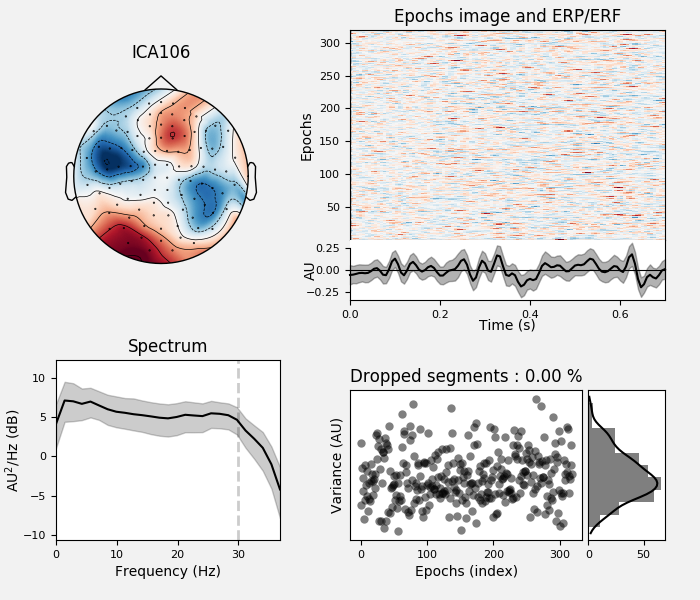 ICA106
Epochs image and ERP/ERF
Epochs
300
250
200
150
100
50
AU
0.25
0.00
−0.25
0.0
0.2
0.4
0.6
Time (s)
Spectrum
AU²/Hz (dB)
10
5
0
−5
−10
0
10
20
30
Frequency (Hz)
Dropped segments : 0.00 %
Variance (AU)
0
100
200
300
Epochs (index)
0
50